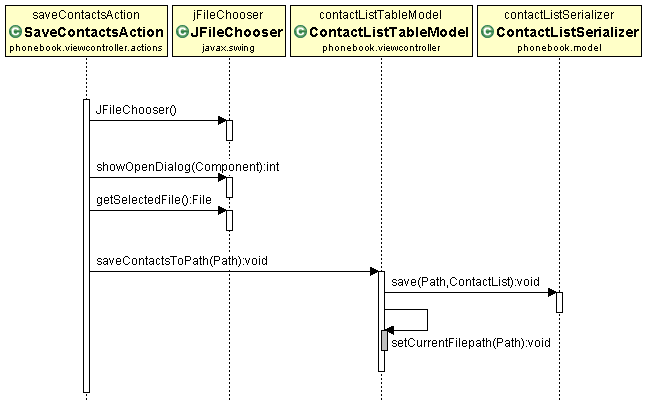 saveContactsAction
SaveContactsAction
phonebook.viewcontroller.actions
jFileChooser
JFileChooser
javax.swing
contactListTableModel
ContactListTableModel
phonebook.viewcontroller
contactListSerializer
ContactListSerializer
phonebook.model
JFileChooser()
showOpenDialog(Component):int
getSelectedFile():File
saveContactsToPath(Path):void
save(Path,ContactList):void
setCurrentFilepath(Path):void